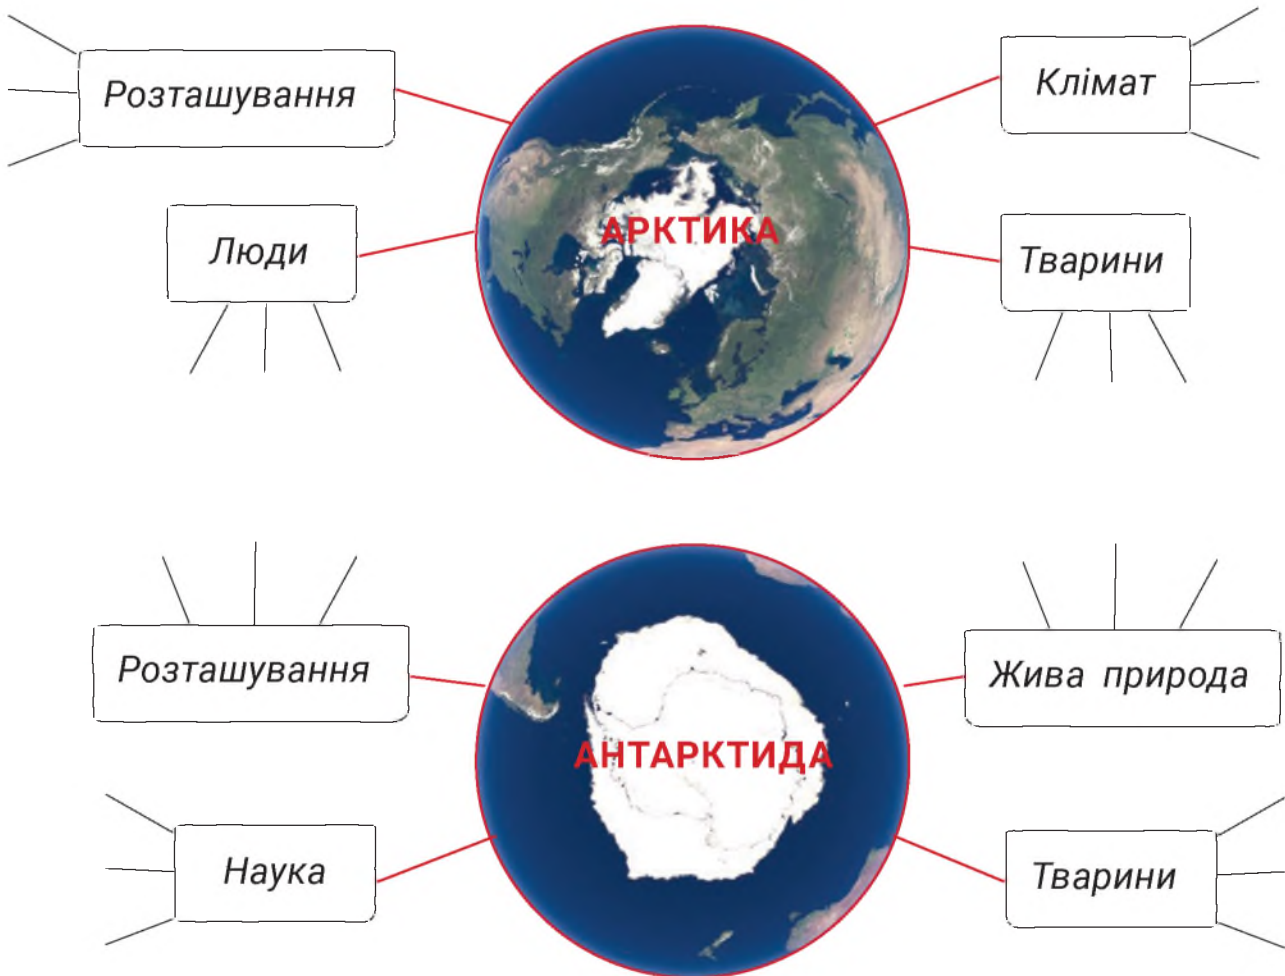 Розташування
Клімат
Люди
АРКТИКА
Тварини
Розташування
Жива природа
АНТАРКТИДА
Наука
Тварини